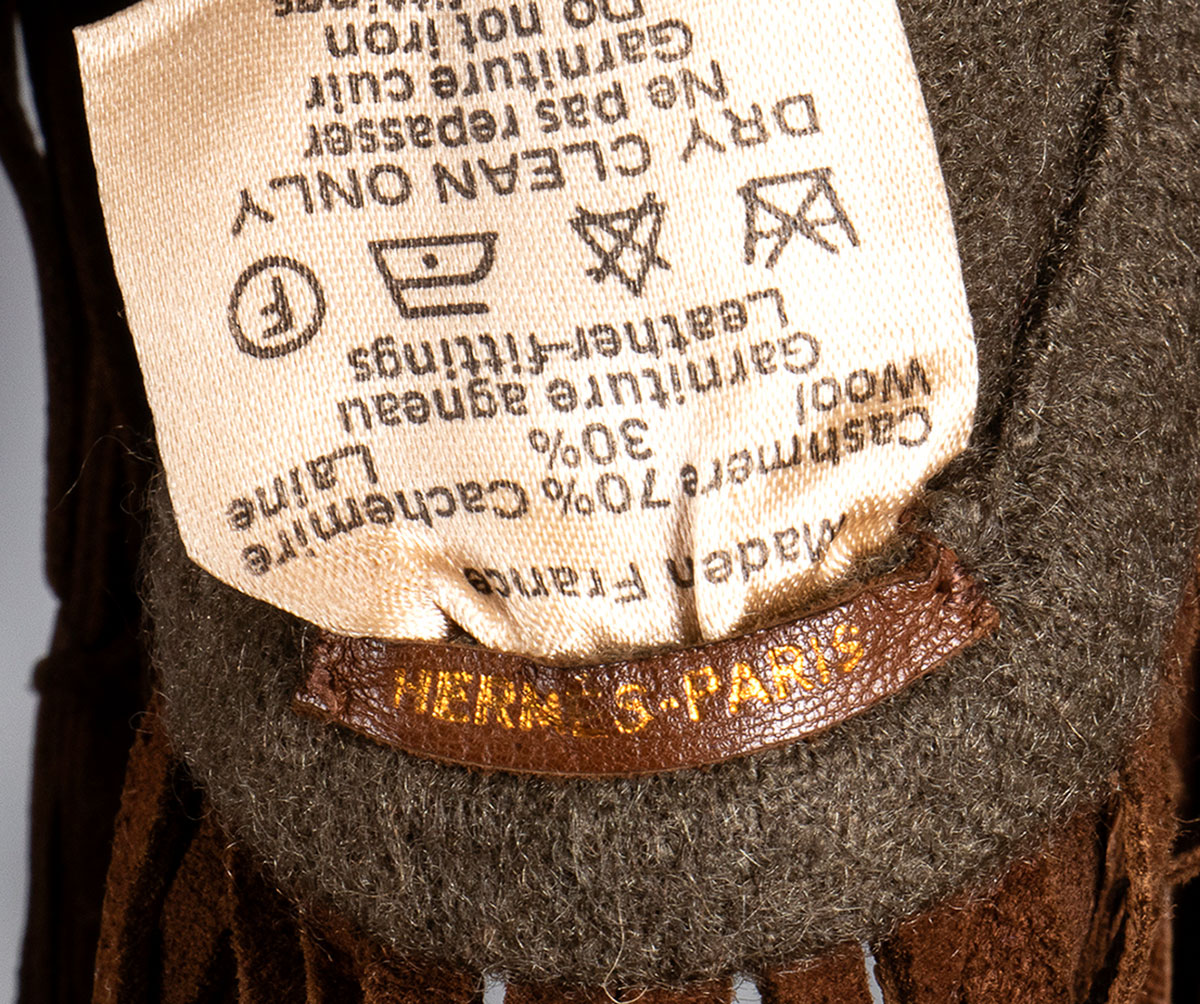 Made n France
Cashmere 70% Cachemire
Wool 30% Laine
Garniture agneau
Leather-fittings
F
DRY CLEAN ONLY
Ne pas repasser
Garniture cuir
Do not iron
HERMES-PARIS